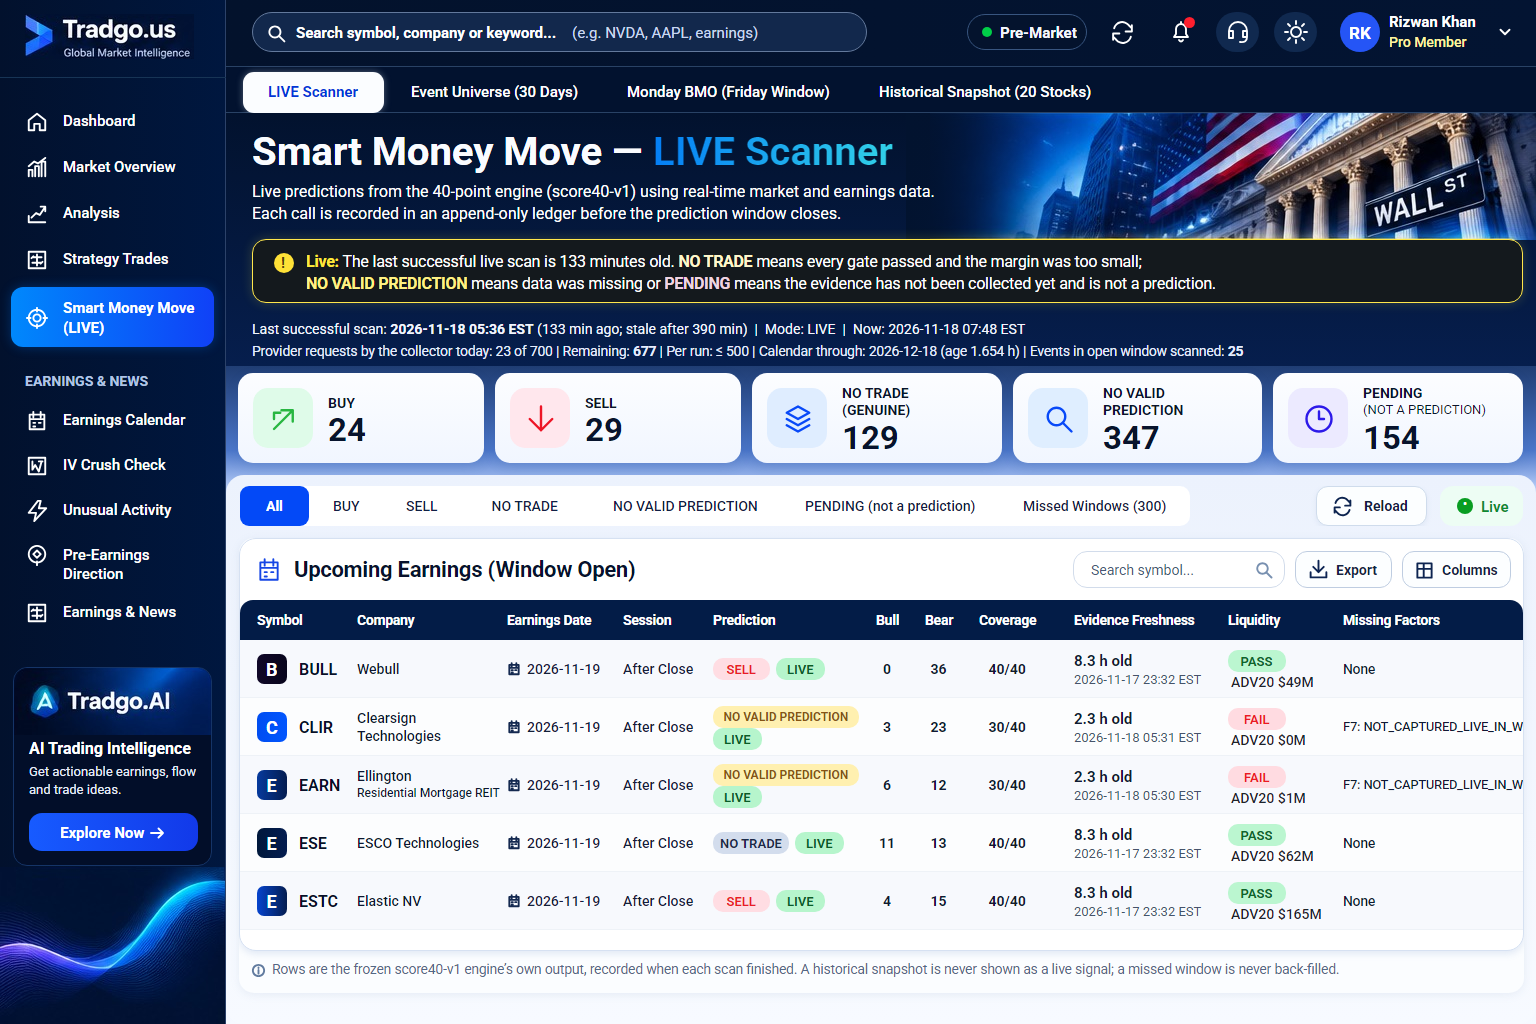 Tradgo.us
Global Market Intelligence
Search symbol, company or keyword... (e.g. NVDA, AAPL, earnings)
Pre-Market
RK
Rizwan Khan
Pro Member
LIVE Scanner
Event Universe (30 Days)
Monday BMO (Friday Window)
Historical Snapshot (20 Stocks)
Dashboard
Market Overview
Analysis
Strategy Trades
Smart Money Move
(LIVE)
EARNINGS & NEWS
Earnings Calendar
IV Crush Check
Unusual Activity
Pre-Earnings
Direction
Earnings & News
Tradgo.AI
AI Trading Intelligence
Get actionable earnings, flow
and trade ideas.
Explore Now →
Smart Money Move — LIVE Scanner
Live predictions from the 40-point engine (score40-v1) using real-time market and earnings data.
Each call is recorded in an append-only ledger before the prediction window closes.
WALL ST
! Live: The last successful live scan is 133 minutes old. NO TRADE means every gate passed and the margin was too small;
NO VALID PREDICTION means data was missing or PENDING means the evidence has not been collected yet and is not a prediction.
Last successful scan: 2026-11-18 05:36 EST (133 min ago; stale after 390 min) | Mode: LIVE | Now: 2026-11-18 07:48 EST
Provider requests by the collector today: 23 of 700 | Remaining: 677 | Per run: ≤ 500 | Calendar through: 2026-12-18 (age 1.654 h) | Events in open window scanned: 25
BUY
24
SELL
29
NO TRADE
(GENUINE)
129
NO VALID
PREDICTION
347
PENDING
(NOT A PREDICTION)
154
All
BUY
SELL
NO TRADE
NO VALID PREDICTION
PENDING (not a prediction)
Missed Windows (300)
Reload
Live
Upcoming Earnings (Window Open)
Search symbol...
Export
Columns
Symbol Company Earnings Date Session Prediction Bull Bear Coverage Evidence Freshness Liquidity Missing Factors
B BULL Webull 2026-11-19 After Close SELL LIVE 0 36 40/40 8.3 h old PASS None
2026-11-17 23:32 EST ADV20 $49M
C CLIR Clearsign 2026-11-19 After Close NO VALID PREDICTION 3 23 30/40 2.3 h old FAIL F7: NOT_CAPTURED_LIVE_IN_W
Technologies LIVE 2026-11-18 05:31 EST ADV20 $0M
E EARN Ellington 2026-11-19 After Close NO VALID PREDICTION 6 12 30/40 2.3 h old FAIL F7: NOT_CAPTURED_LIVE_IN_W
Residential Mortgage REIT LIVE 2026-11-18 05:30 EST ADV20 $1M
E ESE ESCO Technologies 2026-11-19 After Close NO TRADE LIVE 11 13 40/40 8.3 h old PASS None
2026-11-17 23:32 EST ADV20 $62M
E ESTC Elastic NV 2026-11-19 After Close SELL LIVE 4 15 40/40 8.3 h old PASS None
2026-11-17 23:32 EST ADV20 $165M
Rows are the frozen score40-v1 engine's own output, recorded when each scan finished. A historical snapshot is never shown as a live signal; a missed window is never back-filled.